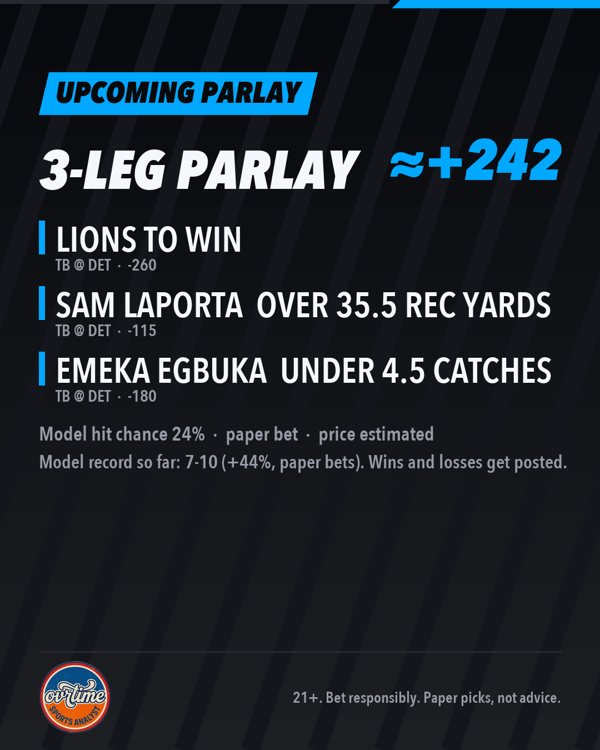 UPCOMING PARLAY
3-LEG PARLAY ≈+242
LIONS TO WIN
TB @ DET · -260
SAM LAPORTA OVER 35.5 REC YARDS
TB @ DET · -115
EMEKA EGBUKA UNDER 4.5 CATCHES
TB @ DET · -180
Model hit chance 24% · paper bet · price estimated
Model record so far: 7-10 (+44%, paper bets). Wins and losses get posted.
ovrtime
SPORTS ANALYST
21+. Bet responsibly. Paper picks, not advice.